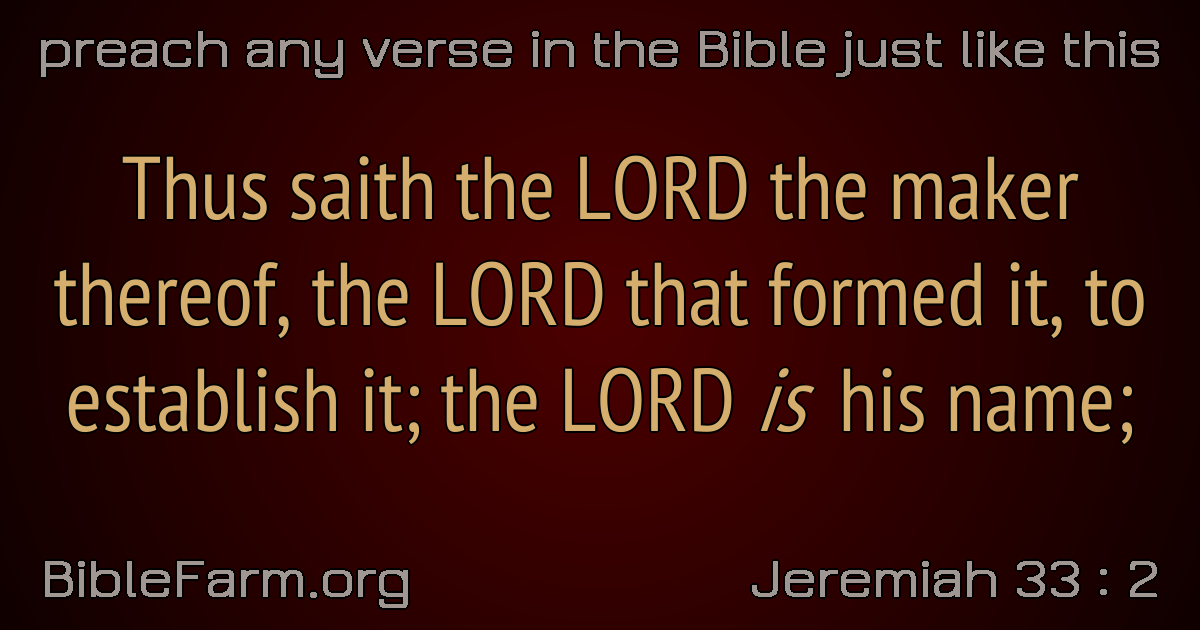 preach any verse in the Bible just like this
Thus saith the LORD the maker
thereof, the LORD that formed it, to
establish it; the LORD is his name;
BibleFarm.org
Jeremiah 33 : 2